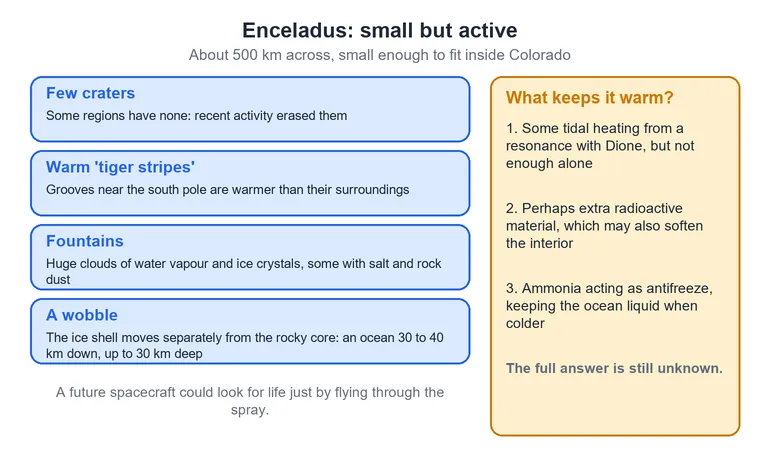 Enceladus: small but active
About 500 km across, small enough to fit inside Colorado
Few craters
Some regions have none: recent activity erased them
Warm 'tiger stripes'
Grooves near the south pole are warmer than their surroundings
Fountains
Huge clouds of water vapour and ice crystals, some with salt and rock
dust
A wobble
The ice shell moves separately from the rocky core: an ocean 30 to 40
km down, up to 30 km deep
A future spacecraft could look for life just by flying through the
spray.
What keeps it warm?
1. Some tidal heating from a
resonance with Dione, but not
enough alone
2. Perhaps extra radioactive
material, which may also soften
the interior
3. Ammonia acting as antifreeze,
keeping the ocean liquid when
colder
The full answer is still unknown.